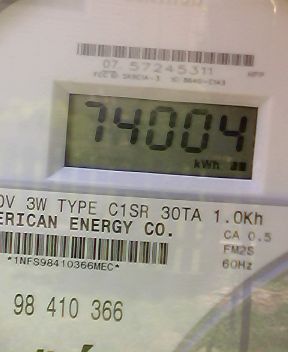 07 57245311
74004
kWh
0V 3W TYPE C1SR 30TA 1.0Kh
ERICAN ENERGY CO.
CA 0.5
FM2S
60Hz
*1NFS98410366MEC*
98 410 366